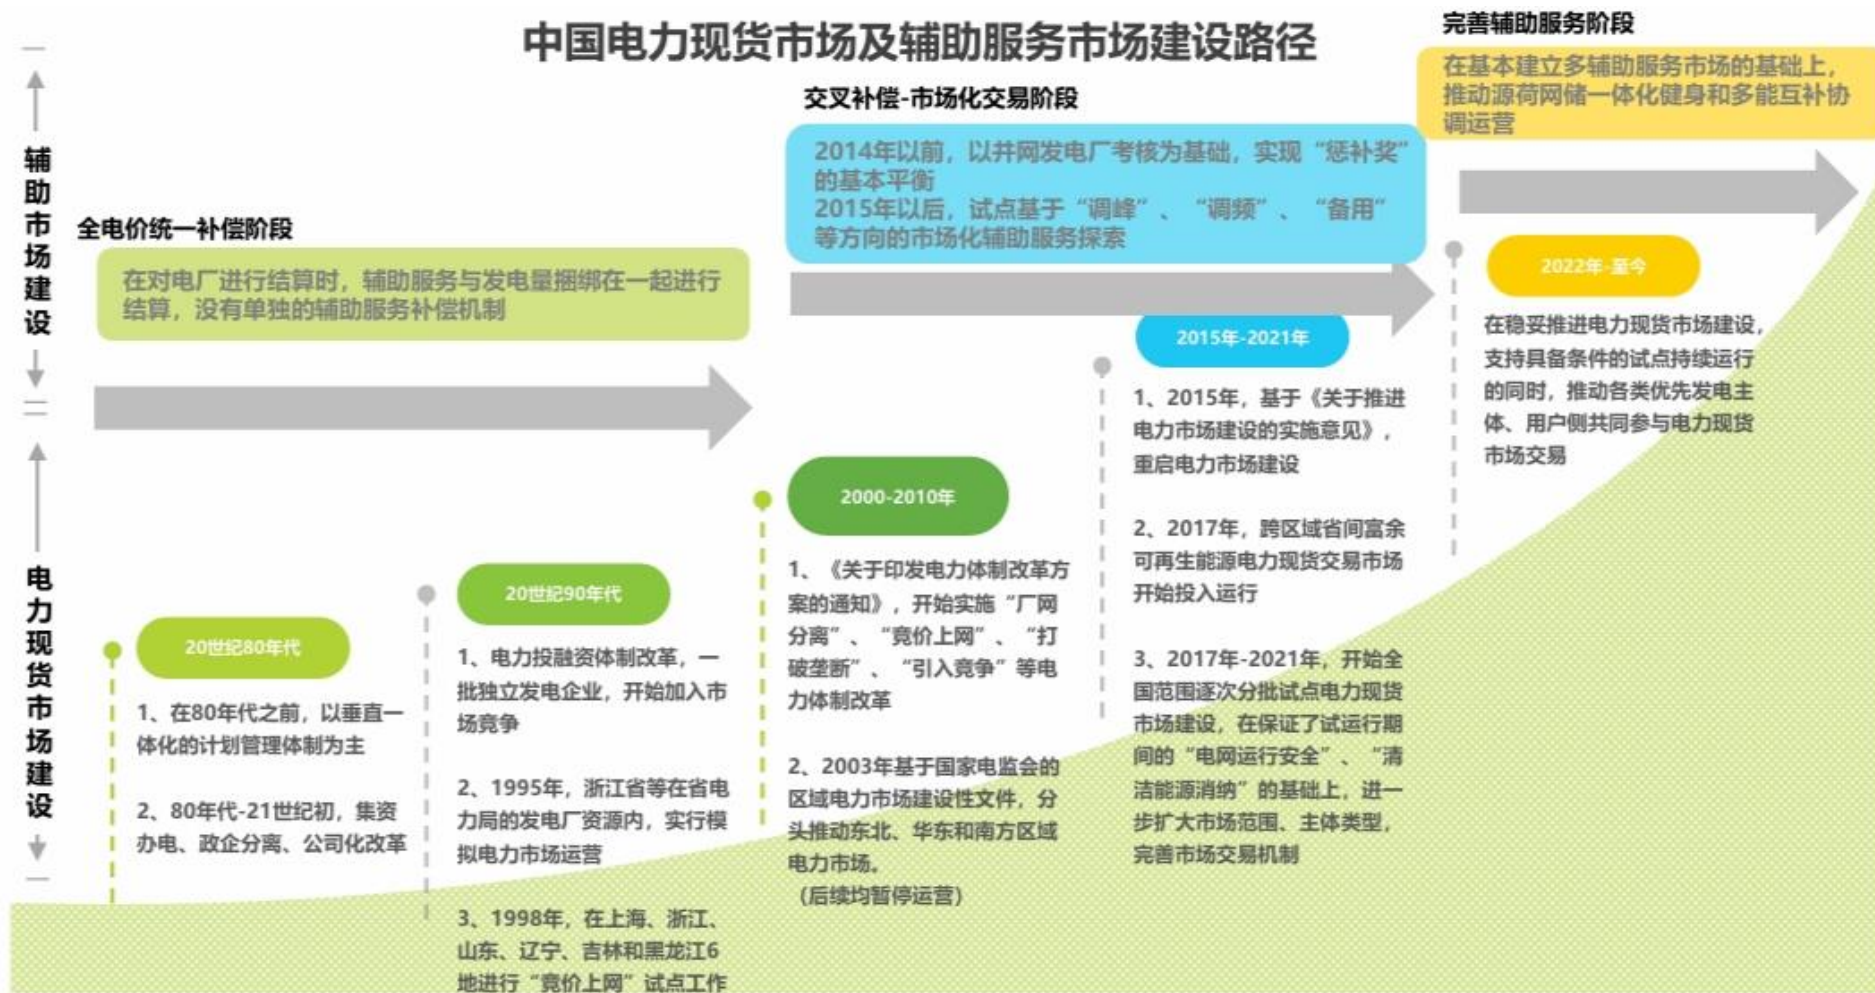 中国电力现货市场及辅助服务市场建设路径
完善辅助服务阶段
在基本建立多辅助服务市场的基础上，
推动源荷网储一体化健身和多能互补协
调运营
交叉补偿-市场化交易阶段
2014年以前，以井网发电厂考核为基础，实现“惩补奖”
的基本平衡
2015年以后，试点基于“调峰”、“调频”、“备用”
等方向的市场化辅助服务探索
全电价统一补偿阶段
在对电厂进行结算时，辅助服务与发电量捆绑在一起进行
结算，没有单独的辅助服务补偿机制
辅助市场建设
电力现货市场建设
20世纪80年代
1、在80年代之前，以垂直一
体化的计划管理体制为主
2、80年代-21世纪初，集资
办电、政企分离、公司化改革
20世纪90年代
1、电力投融资体制改革，一
批独立发电企业，开始加入市
场竞争
2、1995年，浙江省等在省电
力局的发电厂资源内，实行模
拟电力市场运营
3、1998年，在上海、浙江、
山东、辽宁、吉林和黑龙江6
地进行“竞价上网”试点工作
2000-2010年
1、《关于印发电力体制改革方
案的通知》，开始实施“厂网
分离”、“竞价上网”、“打
破垄断”、“引入竞争”等电
力体制改革
2、2003年基于国家电监会的
区域电力市场建设性文件，分
头推动东北、华东和南方区域
电力市场。
（后续均暂停运营）
2015年-2021年
1、2015年，基于《关于推进
电力市场建设的实施意见》，
重启电力市场建设
2、2017年，跨区域省间富余
可再生能源电力现货交易市场
开始投入运行
3、2017年-2021年，开始全
国范围逐次分批试点电力现货
市场建设，在保证了试运行期
间的“电网运行安全”、“清
洁能源消纳”的基础上，进一
步扩大市场范围、主体类型，
完善市场交易机制
2022年-至今
在稳妥推进电力现货市场建设，
支持具备条件的试点持续运行
的同时，推动各类优先发电主
体、用户侧共同参与电力现货
市场交易